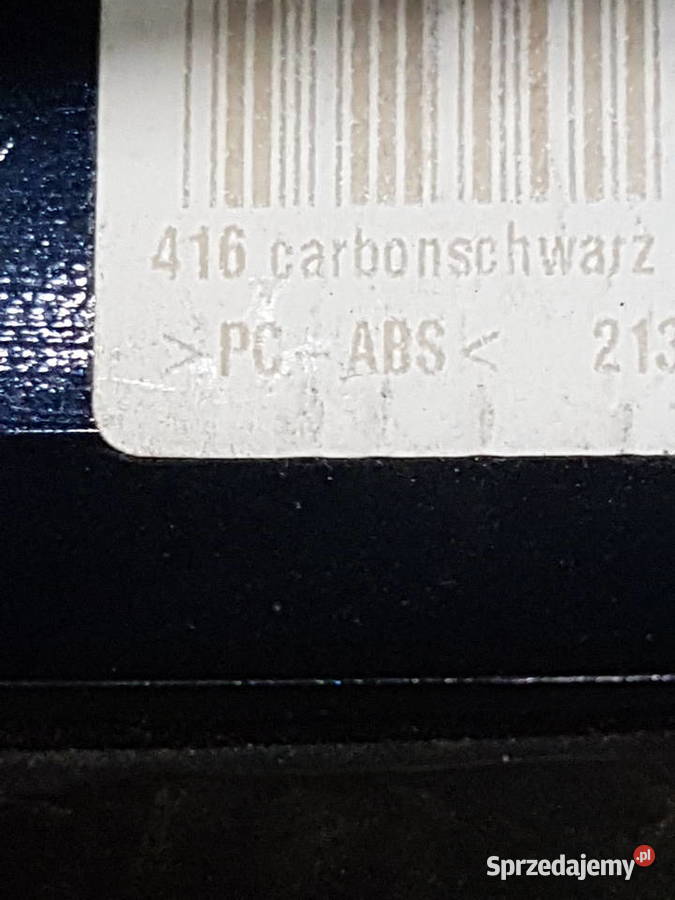 416 carbonschwarz
>PC-ABS< 213
Sprzedajemy.pl